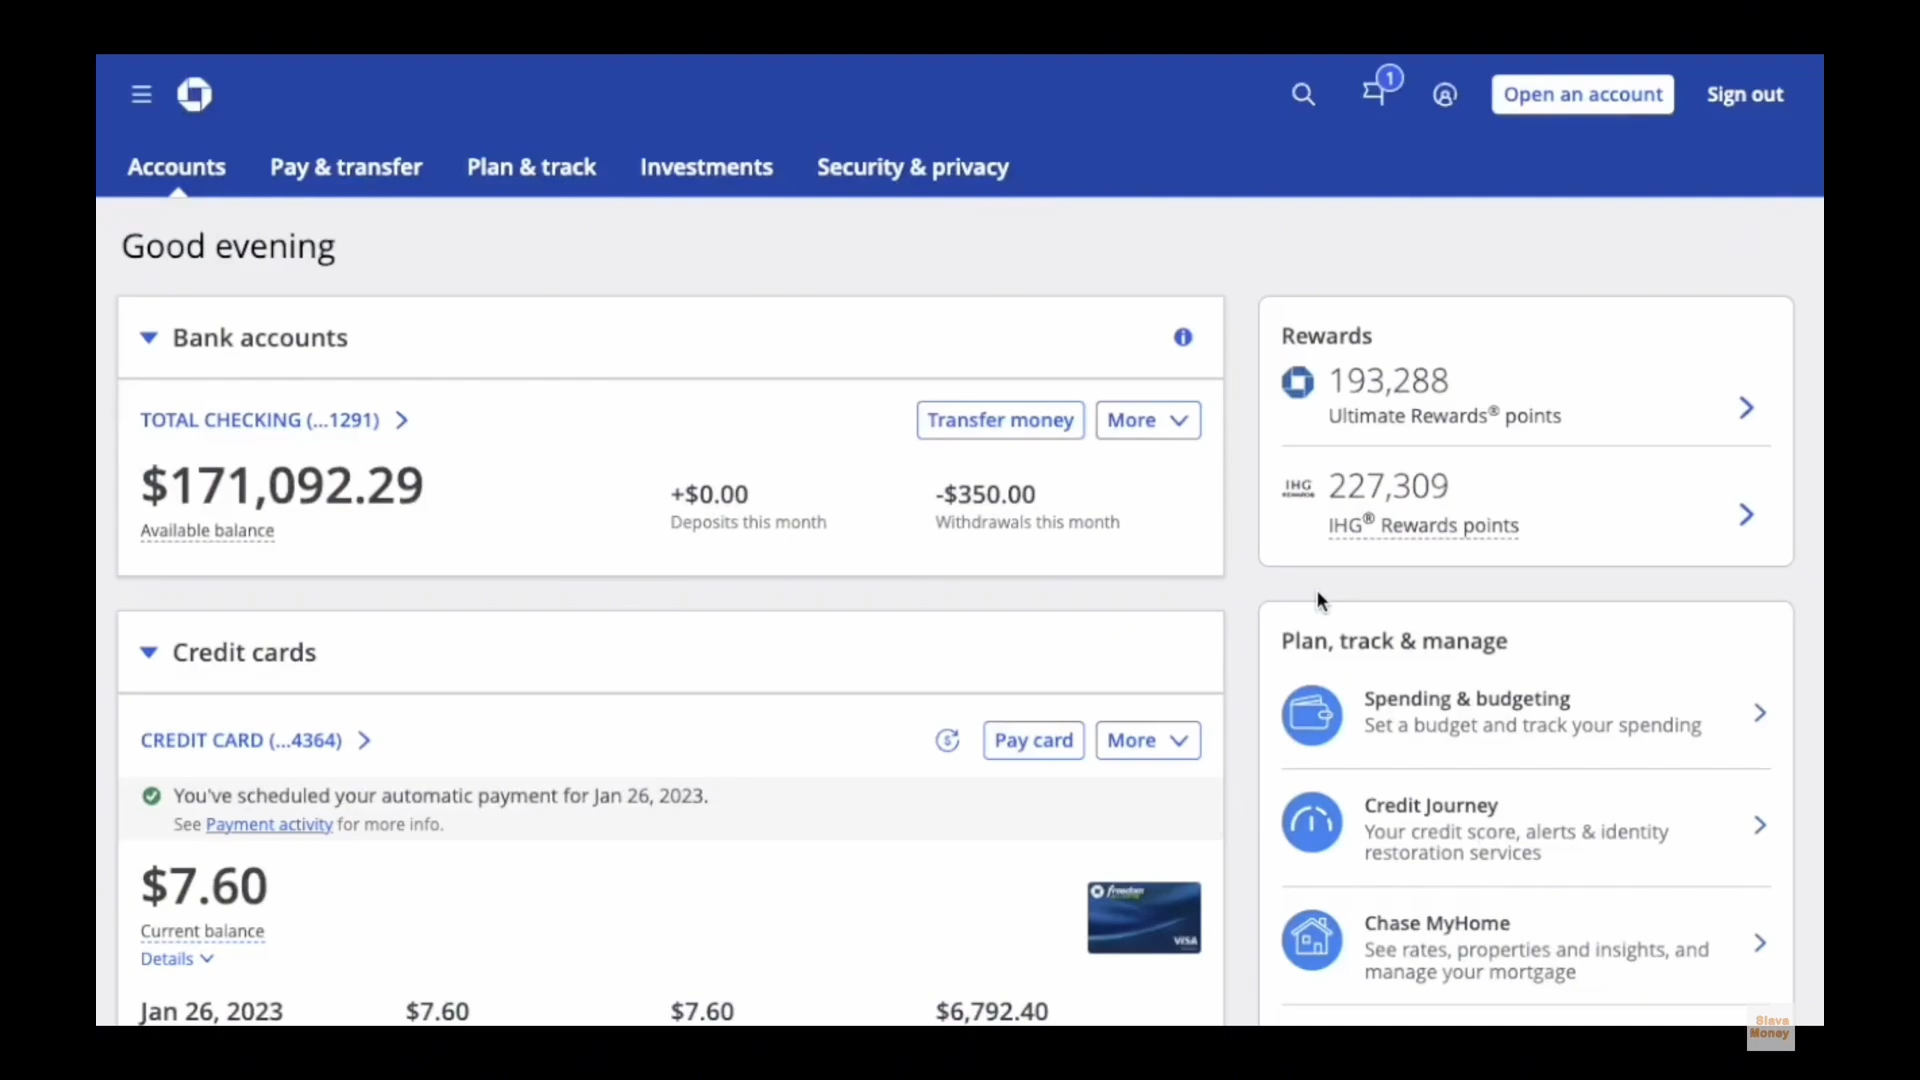 1
Open an account
Sign out
Accounts
Pay & transfer
Plan & track
Investments
Security & privacy
Good evening
Bank accounts
TOTAL CHECKING (...1291)
Transfer money
More
$171,092.29
Available balance
+$0.00
Deposits this month
-$350.00
Withdrawals this month
Credit cards
CREDIT CARD (...4364)
Pay card
More
You've scheduled your automatic payment for Jan 26, 2023.
See Payment activity for more info.
$7.60
Current balance
Details
freedom
VISA
Jan 26, 2023
$7.60
$7.60
$6,792.40
Rewards
193,288
Ultimate Rewards® points
IHG
REWARDS
227,309
IHG® Rewards points
Plan, track & manage
Spending & budgeting
Set a budget and track your spending
Credit Journey
Your credit score, alerts & identity
restoration services
Chase MyHome
See rates, properties and insights, and
manage your mortgage
Slava
Money